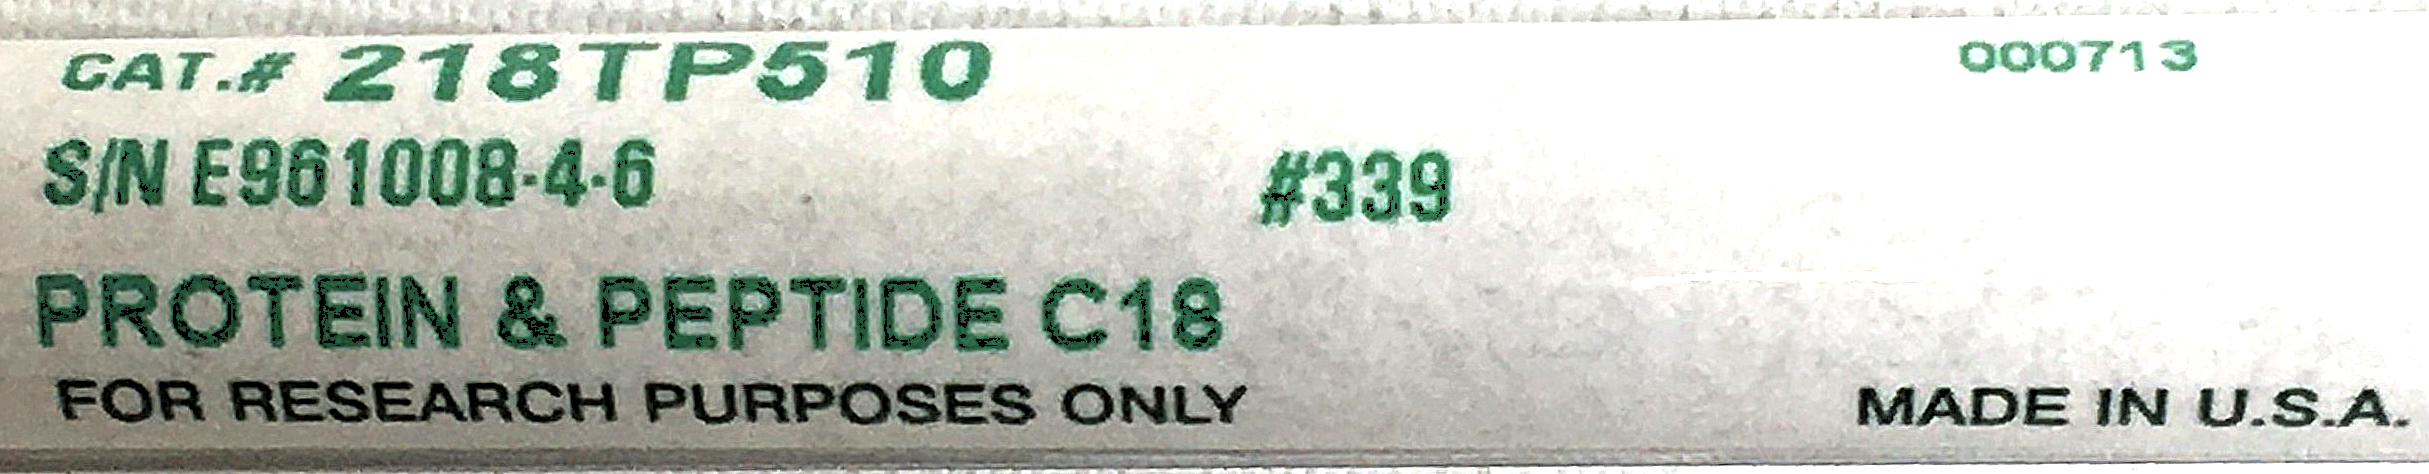 CAT.# 218TP510 000713
S/N E961008-4-6 #339
PROTEIN & PEPTIDE C18
FOR RESEARCH PURPOSES ONLY MADE IN U.S.A.